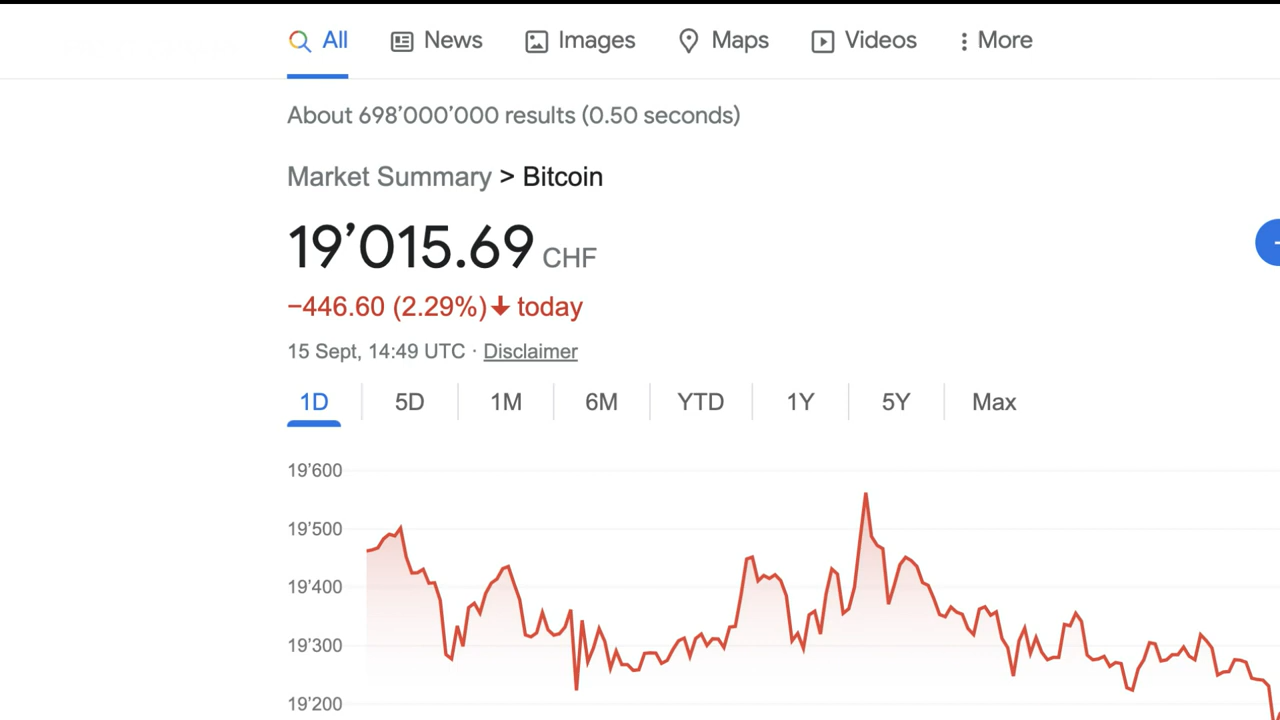 All News Images Maps Videos More
About 698’000’000 results (0.50 seconds)
Market Summary > Bitcoin
19’015.69 CHF
−446.60 (2.29%) today
15 Sept, 14:49 UTC · Disclaimer
1D 5D 1M 6M YTD 1Y 5Y Max
19’600
19’500
19’400
19’300
19’200